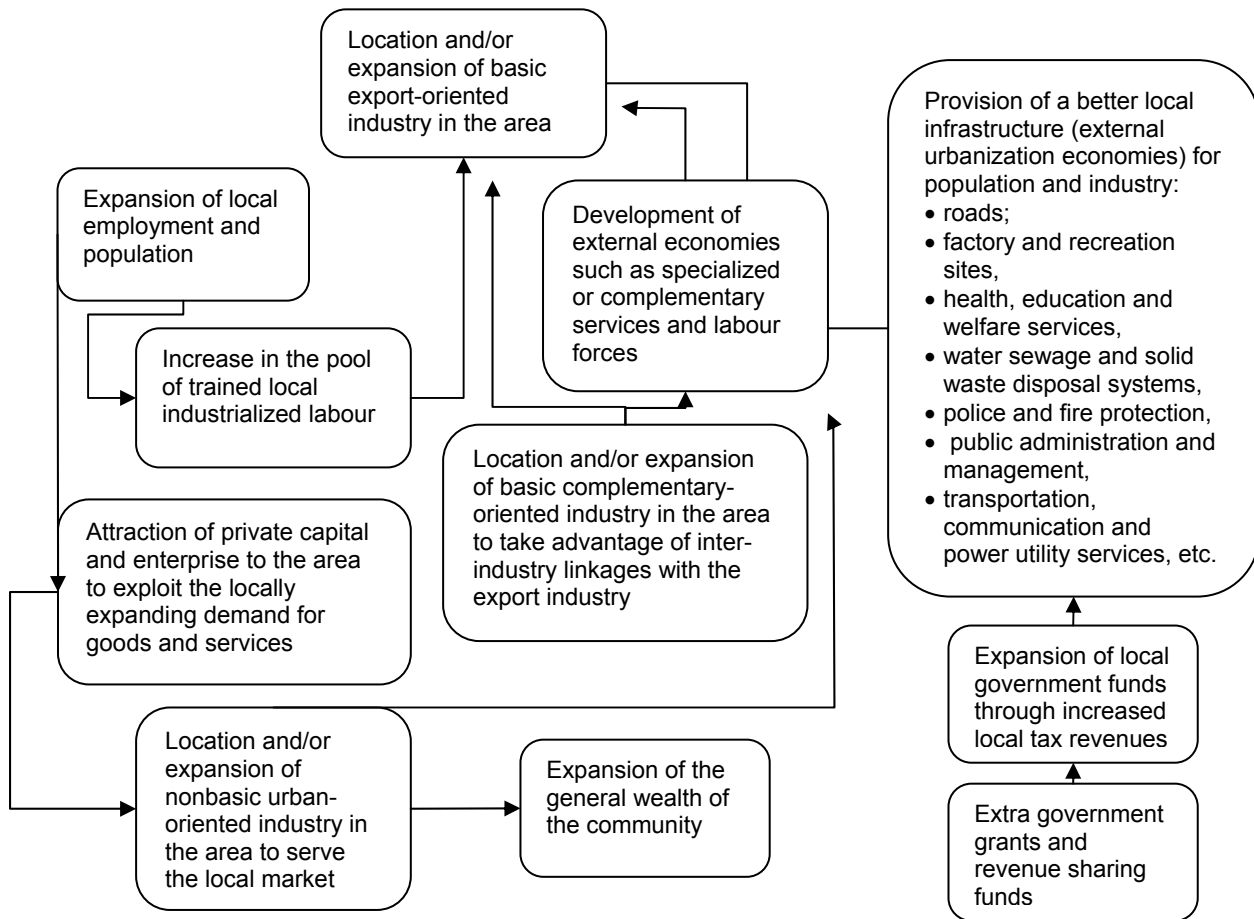 Location and/or
expansion of basic
export-oriented
industry in the area
Expansion of local
employment and
population
Increase in the pool
of trained local
industrialized labour
Development of
external economies
such as specialized
or complementary
services and labour
forces
Provision of a better local
infrastructure (external
urbanization economies) for
population and industry:
• roads;
• factory and recreation
sites,
• health, education and
welfare services,
• water sewage and solid
waste disposal systems,
• police and fire protection,
• public administration and
management,
• transportation,
communication and
power utility services, etc.
Attraction of private capital
and enterprise to the area
to exploit the locally
expanding demand for
goods and services
Location and/or expansion
of basic complementary-
oriented industry in the area
to take advantage of inter-
industry linkages with the
export industry
Expansion of local
government funds
through increased
local tax revenues
Location and/or
expansion of
nonbasic urban-
oriented industry in
the area to serve
the local market
Expansion of the
general wealth of
the community
Extra government
grants and
revenue sharing
funds